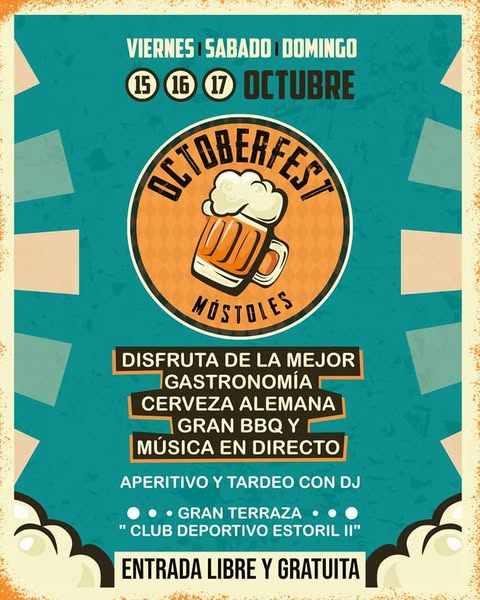 VIERNES | SABADO | DOMINGO
15 16 17 OCTUBRE
OCTOBERFEST
MÓSTOLES
DISFRUTA DE LA MEJOR
GASTRONOMÍA
CERVEZA ALEMANA
GRAN BBQ Y
MÚSICA EN DIRECTO
APERITIVO Y TARDEO CON DJ
GRAN TERRAZA
" CLUB DEPORTIVO ESTORIL II"
ENTRADA LIBRE Y GRATUITA